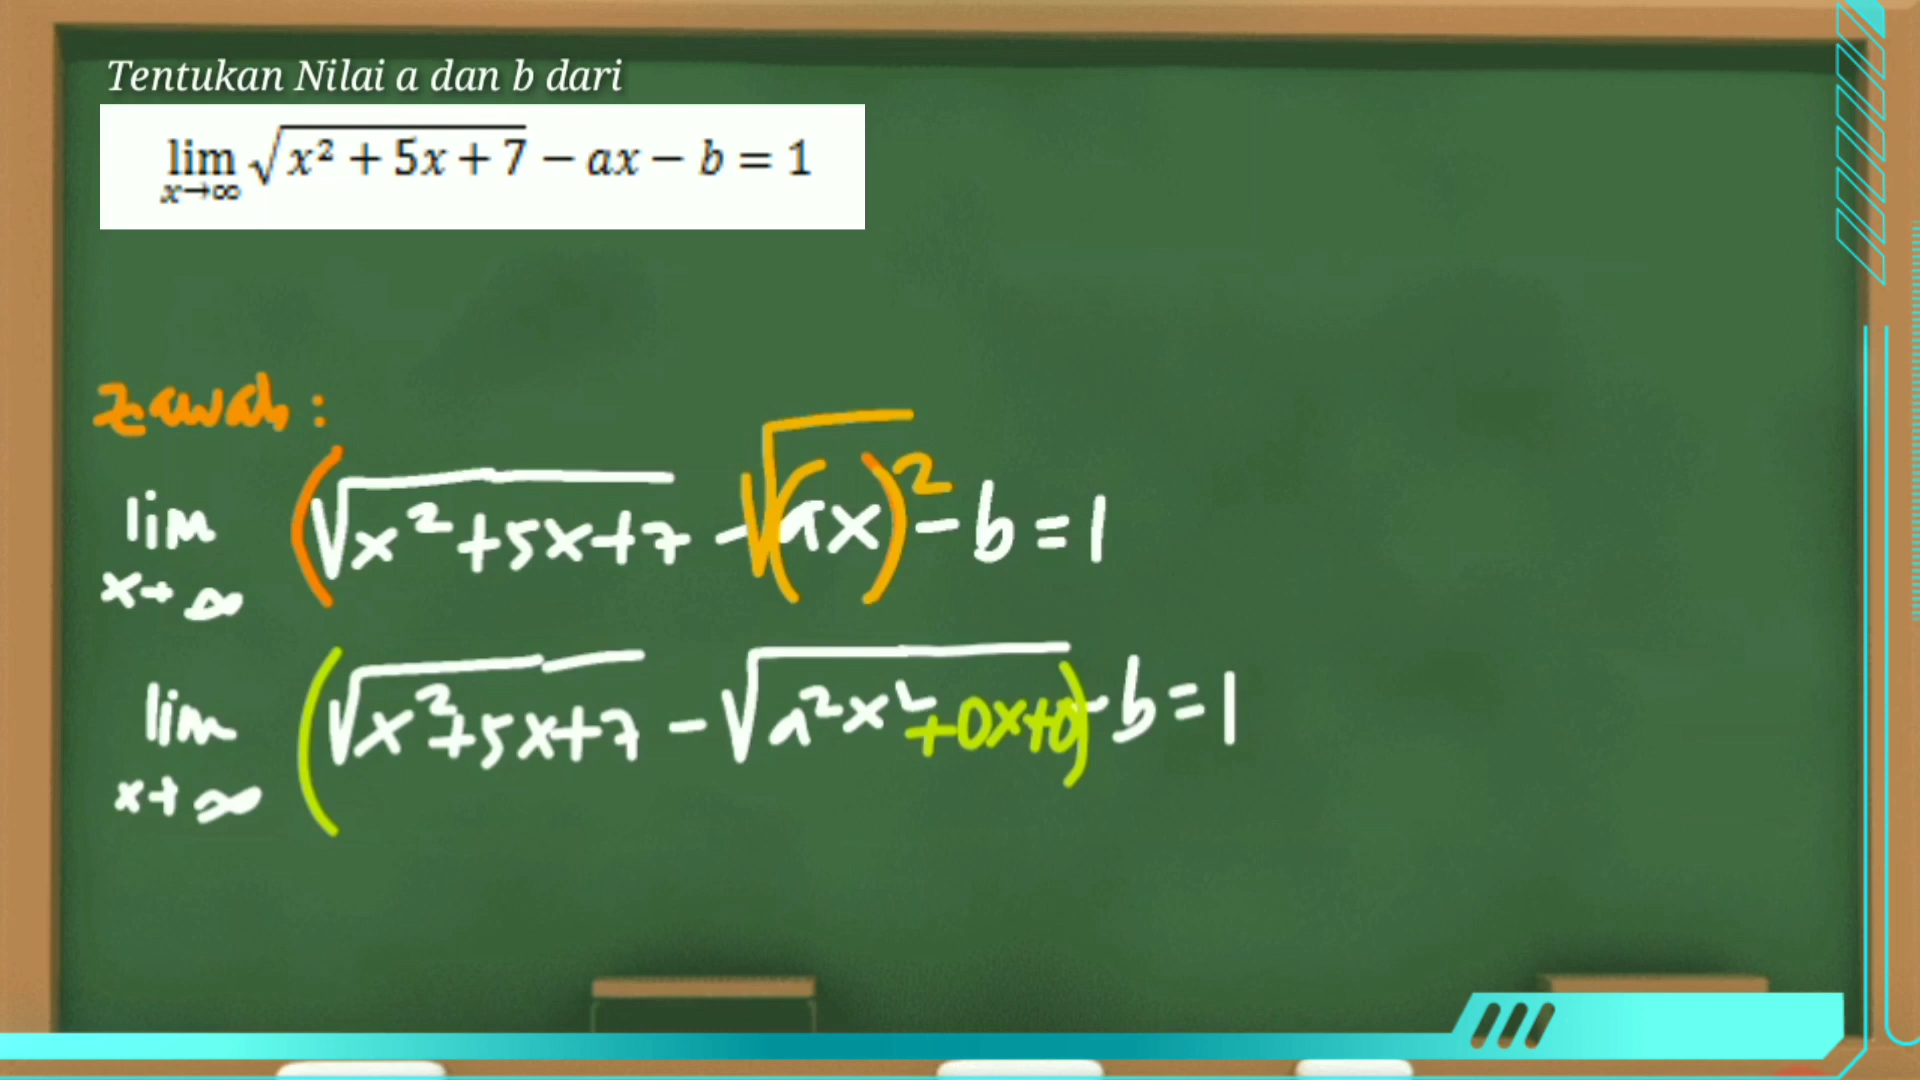 Tentukan Nilai a dan b dari
lim x→∞ √(x² + 5x + 7) − ax − b = 1
Jawab :
lim x→∞ (√(x²+5x+7) − √(ax)² − b = 1
lim x→∞ (√(x²+5x+7) − √(a²x²+0x+0)) − b = 1